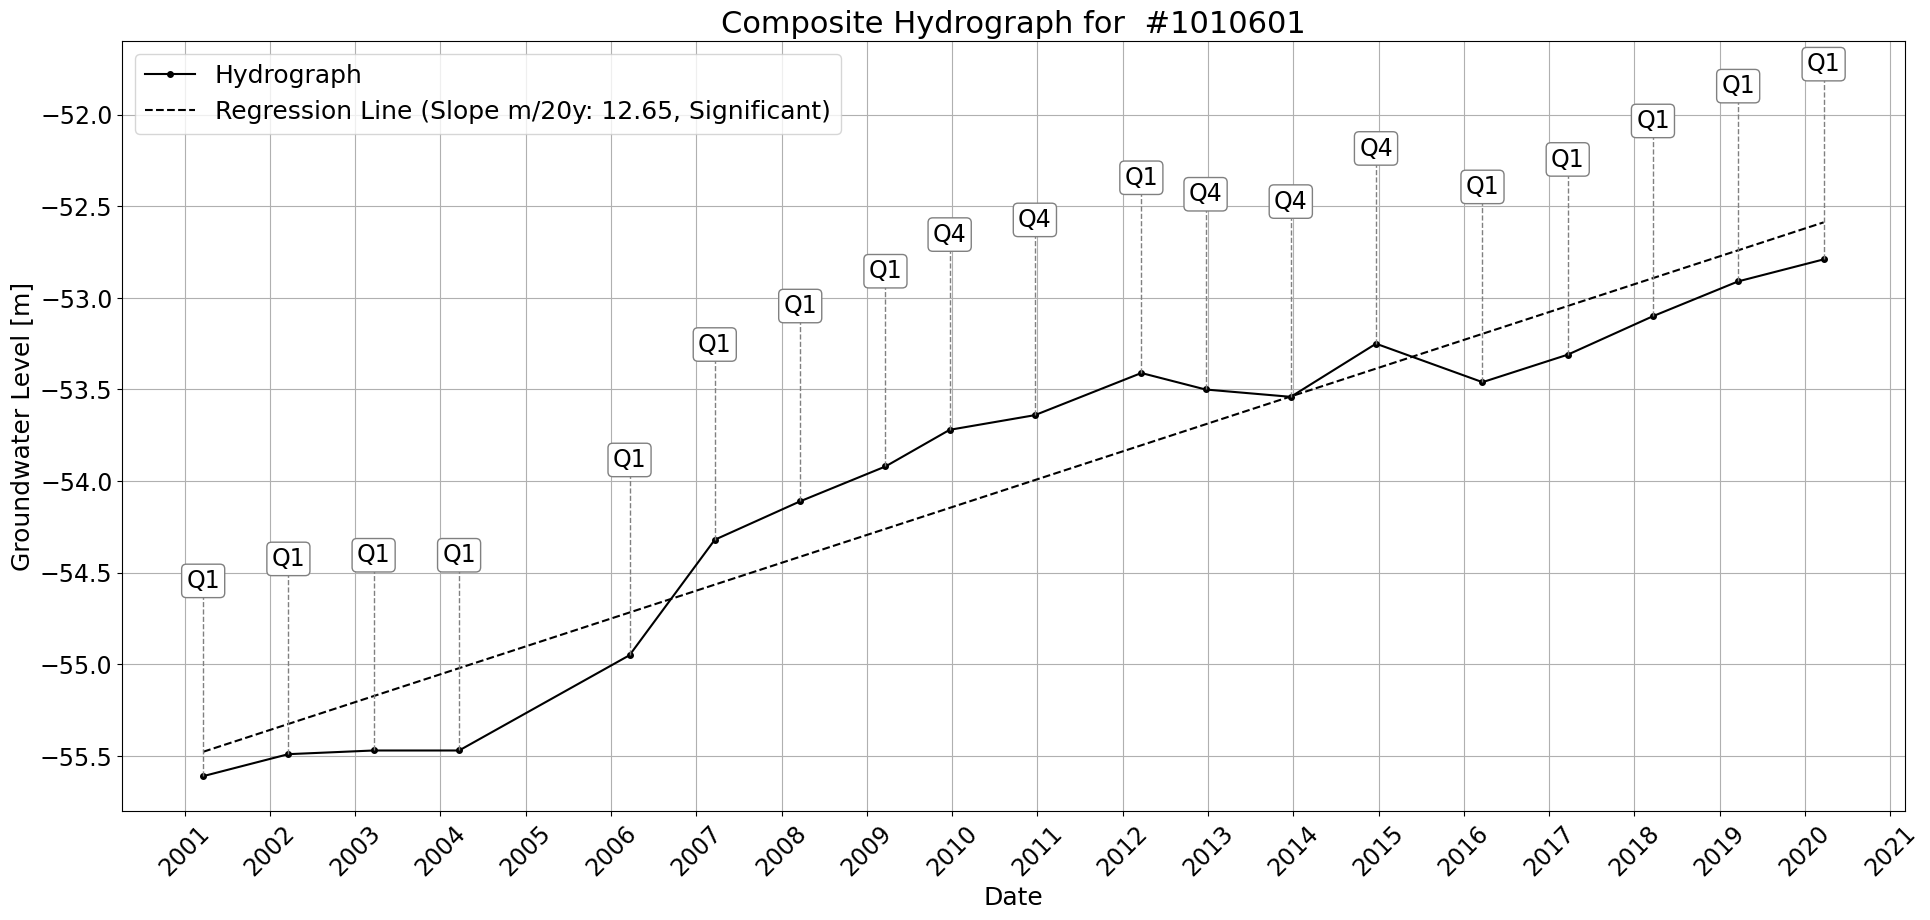 Composite Hydrograph for  #1010601
Hydrograph
Regression Line (Slope m/20y: 12.65, Significant)
Groundwater Level [m]
−52.0
−52.5
−53.0
−53.5
−54.0
−54.5
−55.0
−55.5
Q1
Q1
Q1
Q1
Q1
Q1
Q1
Q1
Q4
Q4
Q1
Q4
Q4
Q4
Q1
Q1
Q1
Q1
Q1
2001
2002
2003
2004
2005
2006
2007
2008
2009
2010
2011
2012
2013
2014
2015
2016
2017
2018
2019
2020
2021
Date